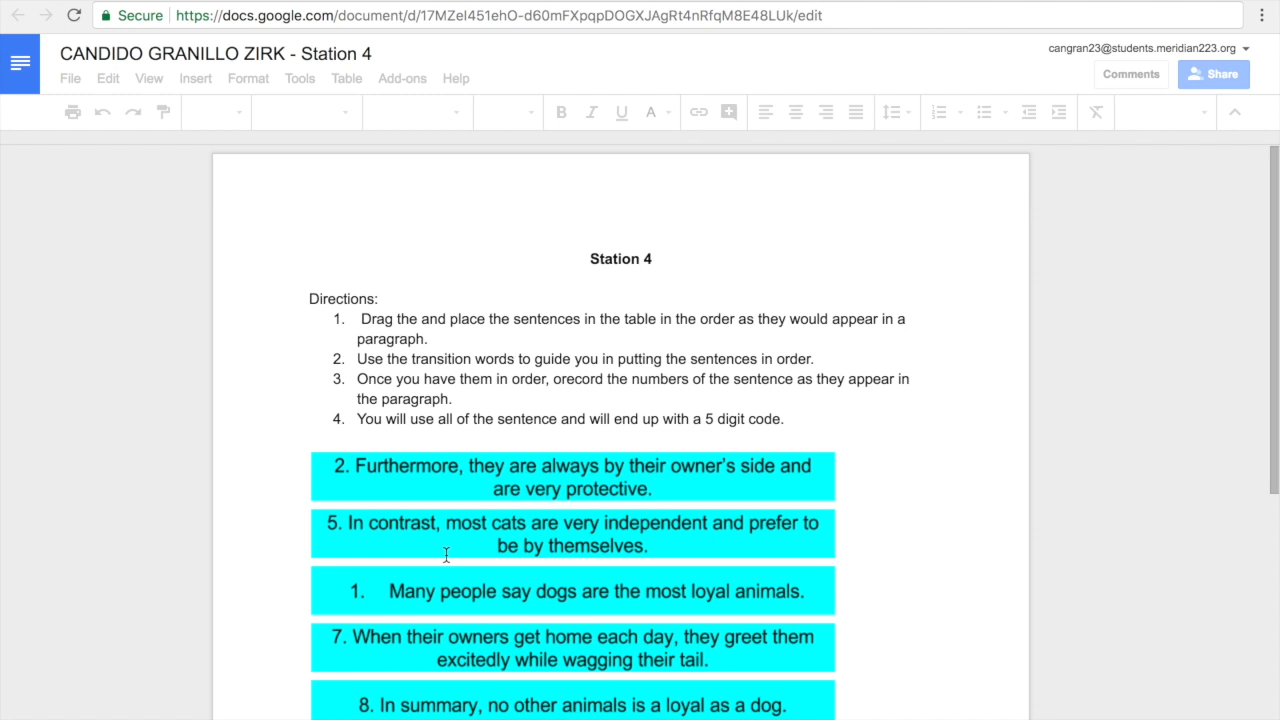 Secure https://docs.google.com/document/d/17MZeI451ehO-d60mFXpqpDOGXJAgRt4nRfqM8E48LUk/edit
CANDIDO GRANILLO ZIRK - Station 4
cangran23@students.meridian223.org
File Edit View Insert Format Tools Table Add-ons Help
Comments Share
Station 4
Directions:
1. Drag the and place the sentences in the table in the order as they would appear in a
paragraph.
2. Use the transition words to guide you in putting the sentences in order.
3. Once you have them in order, orecord the numbers of the sentence as they appear in
the paragraph.
4. You will use all of the sentence and will end up with a 5 digit code.
2. Furthermore, they are always by their owner's side and
are very protective.
5. In contrast, most cats are very independent and prefer to
be by themselves.
1. Many people say dogs are the most loyal animals.
7. When their owners get home each day, they greet them
excitedly while wagging their tail.
8. In summary, no other animals is a loyal as a dog.